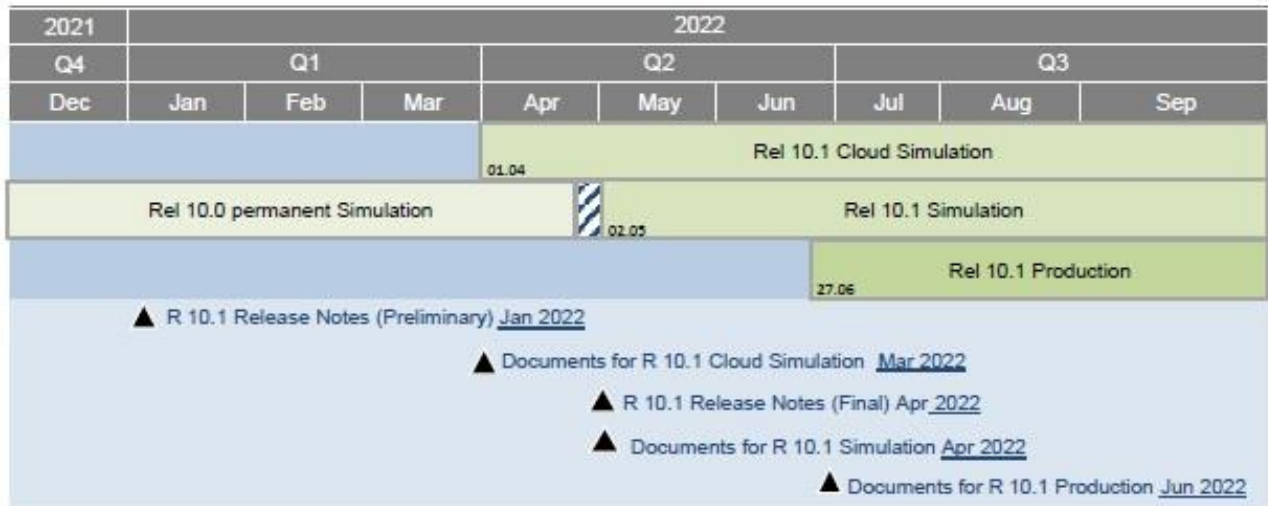 2021 2022
Q4 Q1 Q2 Q3
Dec Jan Feb Mar Apr May Jun Jul Aug Sep
Rel 10.1 Cloud Simulation
01.04
Rel 10.0 permanent Simulation Rel 10.1 Simulation
02.05
Rel 10.1 Production
27.06
R 10.1 Release Notes (Preliminary) Jan 2022
Documents for R 10.1 Cloud Simulation Mar 2022
R 10.1 Release Notes (Final) Apr 2022
Documents for R 10.1 Simulation Apr 2022
Documents for R 10.1 Production Jun 2022